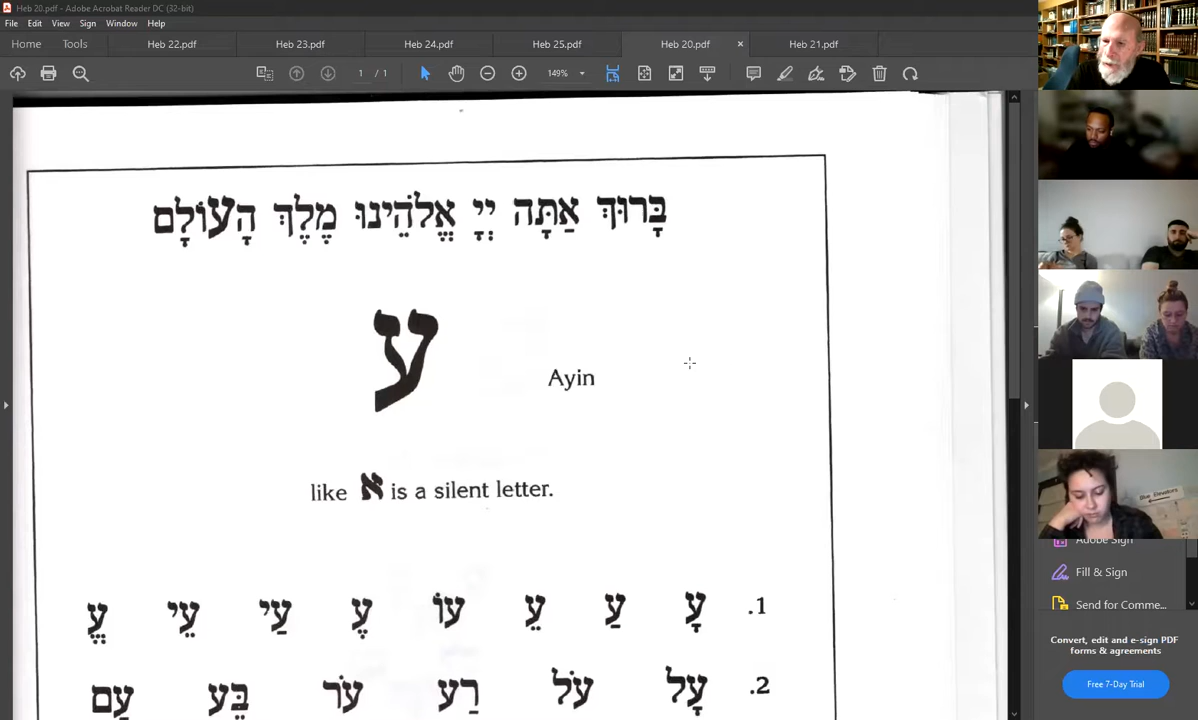 Heb 20.pdf - Adobe Acrobat Reader DC (32-bit)
File Edit View Sign Window Help
Home Tools Heb 22.pdf Heb 23.pdf Heb 24.pdf Heb 25.pdf Heb 20.pdf × Heb 21.pdf
1 / 1 149%
בָּרוּךְ אַתָּה יְיָ אֱלֹהֵינוּ מֶלֶךְ הָעוֹלָם
ע Ayin
like א is a silent letter.
1. עָ עַ עֵ עוֹ עֶ עַי עֵי עֱ
2. עָל עֹל רַע עֹר בֵּע עַם
Blue Elevators
Adobe Sign
Fill & Sign
Send for Comme...
Convert, edit and e-sign PDF
forms & agreements
Free 7-Day Trial